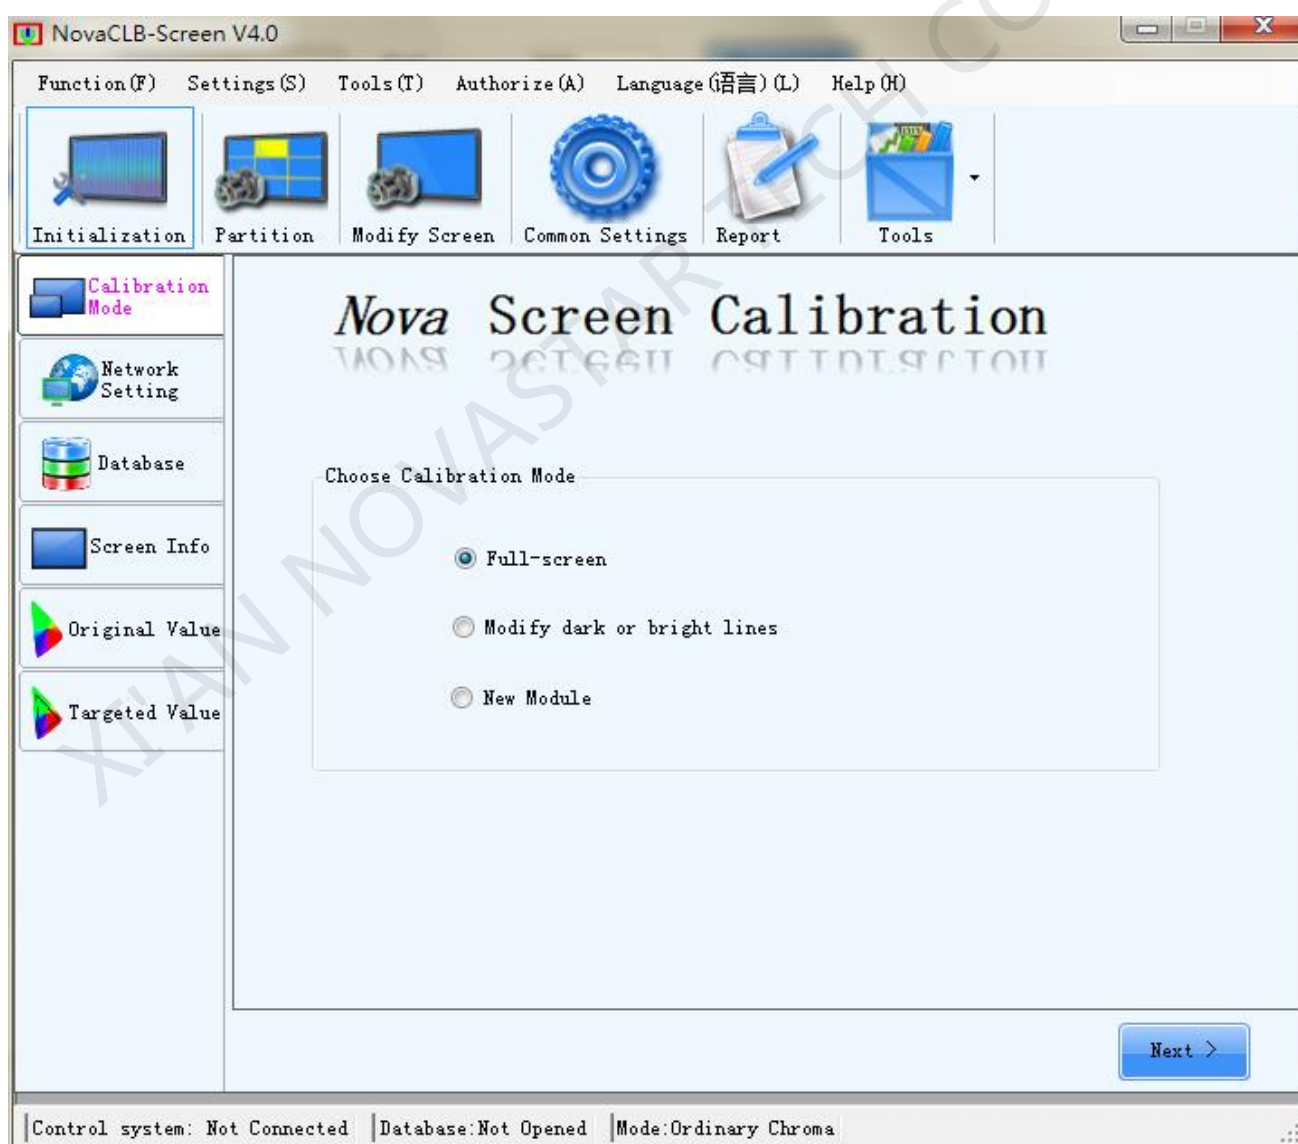 NovaCLB-Screen V4.0
Function(F) Settings(S) Tools(T) Authorize(A) Language(语言)(L) Help(H)
Initialization Partition Modify Screen Common Settings Report Tools
Calibration
Mode
Network
Setting
Database
Screen Info
Original Value
Targeted Value
Nova Screen Calibration
Choose Calibration Mode
Full-screen
Modify dark or bright lines
New Module
Next >
Control system: Not Connected Database:Not Opened Mode:Ordinary Chroma
XI'AN NOVASTAR TECH CO